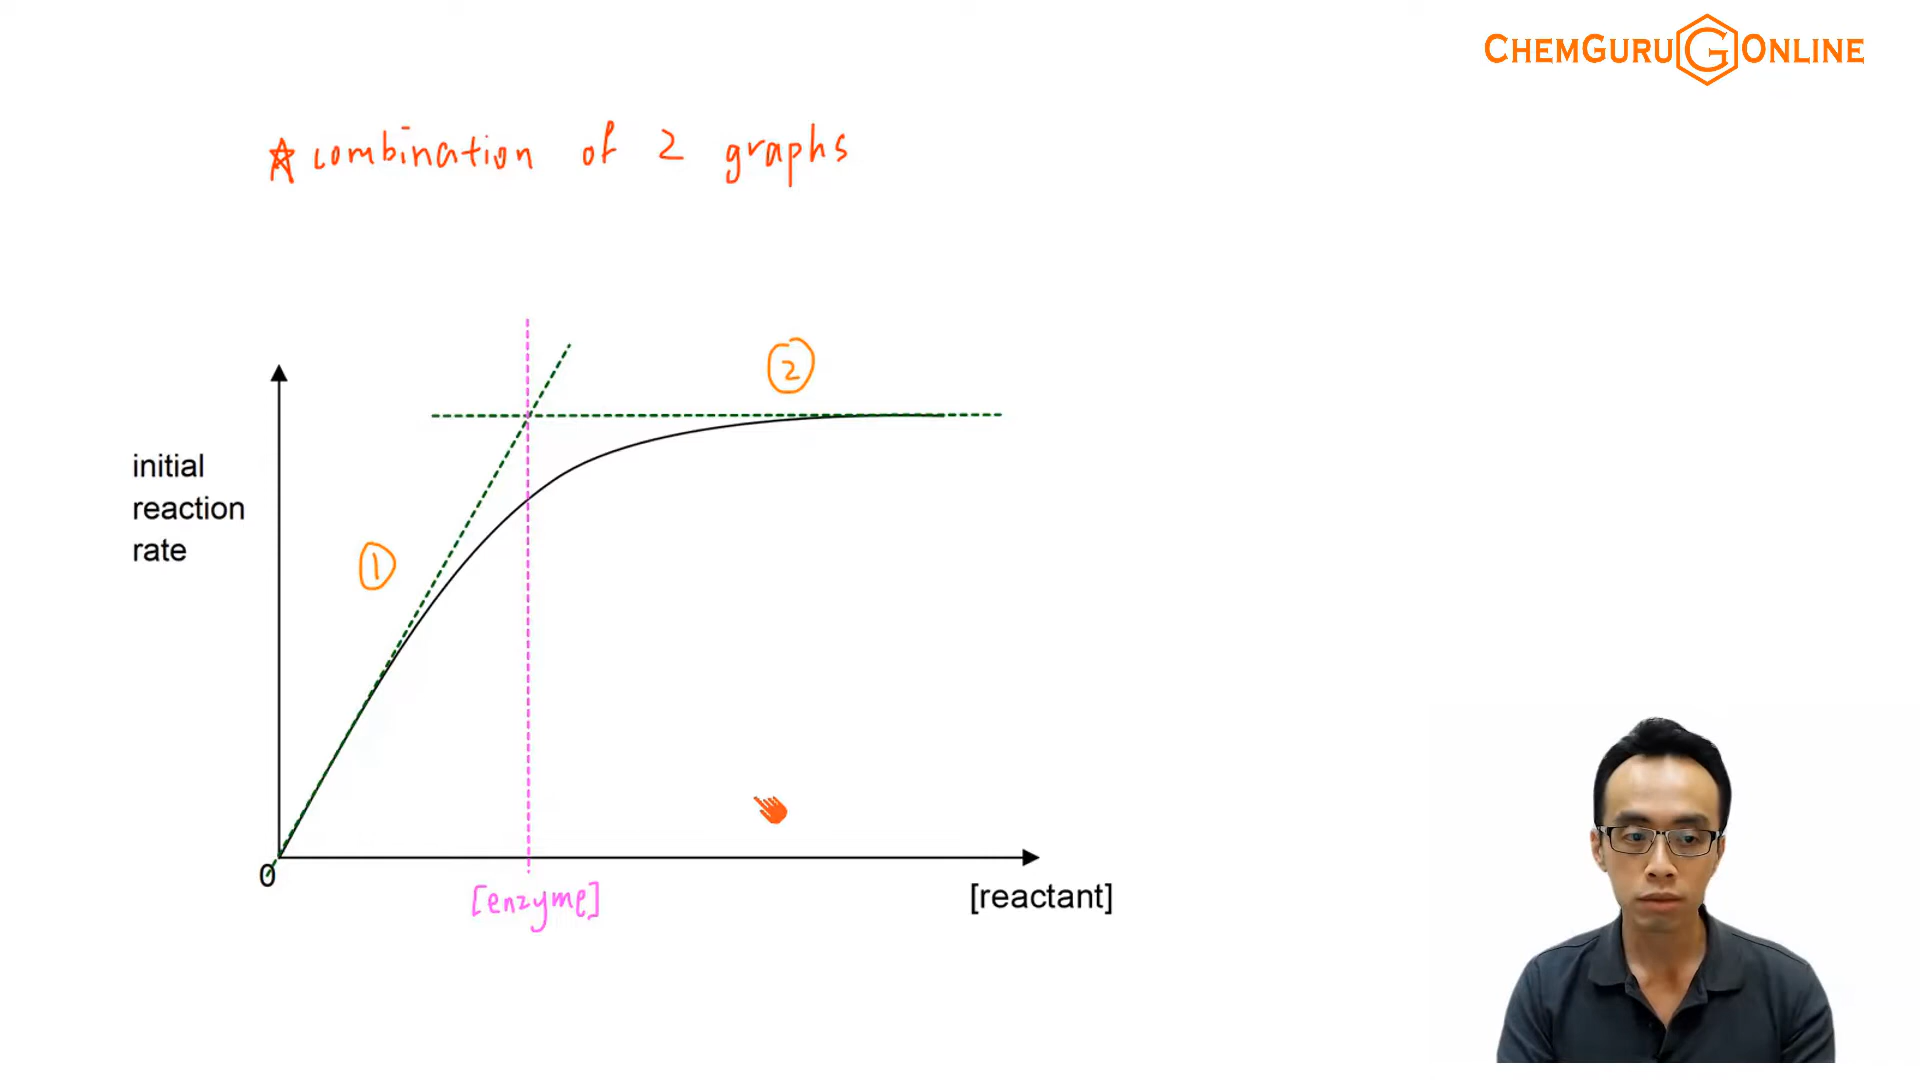 CHEMGURU G ONLINE
combination of 2 graphs
2
initial
reaction
rate
1
0
[enzyme]
[reactant]